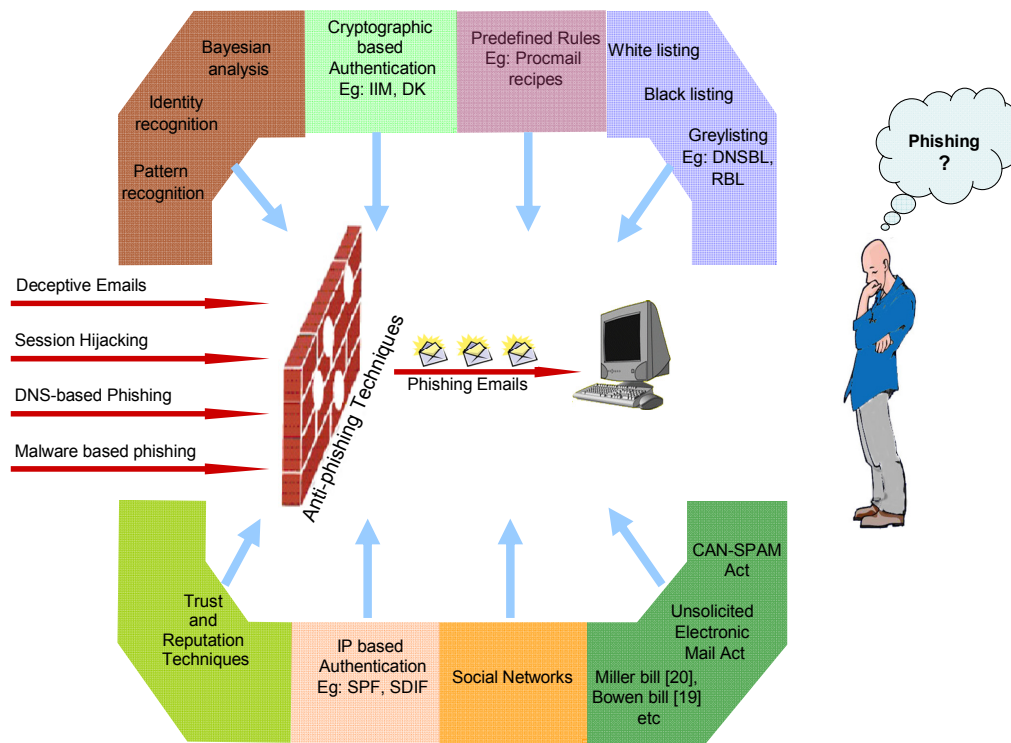 Bayesian
analysis
Identity
recognition
Pattern
recognition
Cryptographic
based
Authentication
Eg: IIM, DK
Predefined Rules
Eg: Procmail
recipes
White listing
Black listing
Greylisting
Eg: DNSBL,
RBL
Phishing
?
Deceptive Emails
Session Hijacking
DNS-based Phishing
Malware based phishing
Anti-phishing Techniques
Phishing Emails
Trust
and
Reputation
Techniques
IP based
Authentication
Eg: SPF, SDIF
Social Networks
CAN-SPAM
Act
Unsolicited
Electronic
Mail Act
Miller bill [20],
Bowen bill [19]
etc